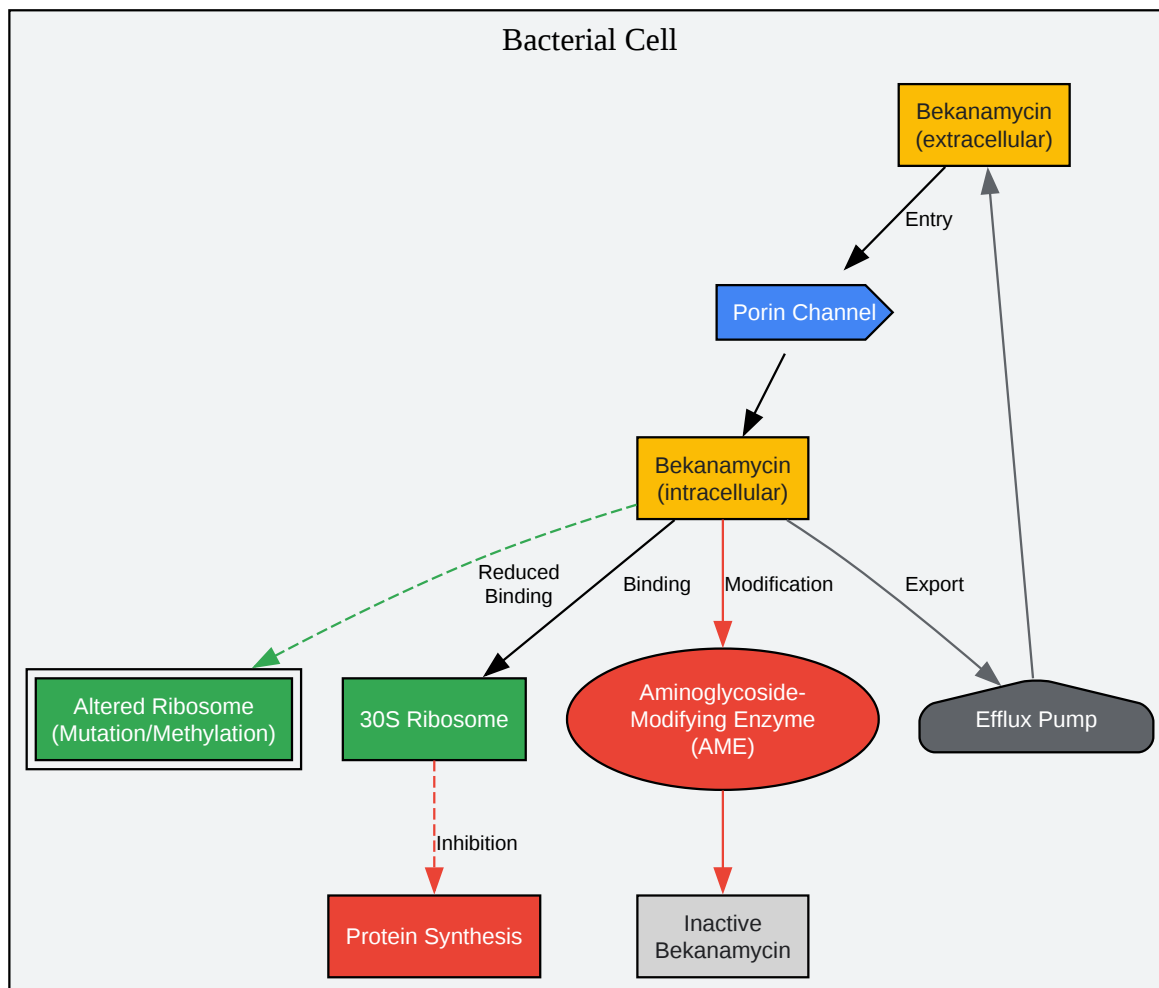 Bacterial Cell
Bekanamycin
(extracellular)
Entry
Porin Channel
Bekanamycin
(intracellular)
Reduced
Binding
Binding
Modification
Export
Altered Ribosome
(Mutation/Methylation)
30S Ribosome
Aminoglycoside-
Modifying Enzyme
(AME)
Efflux Pump
Inhibition
Protein Synthesis
Inactive
Bekanamycin